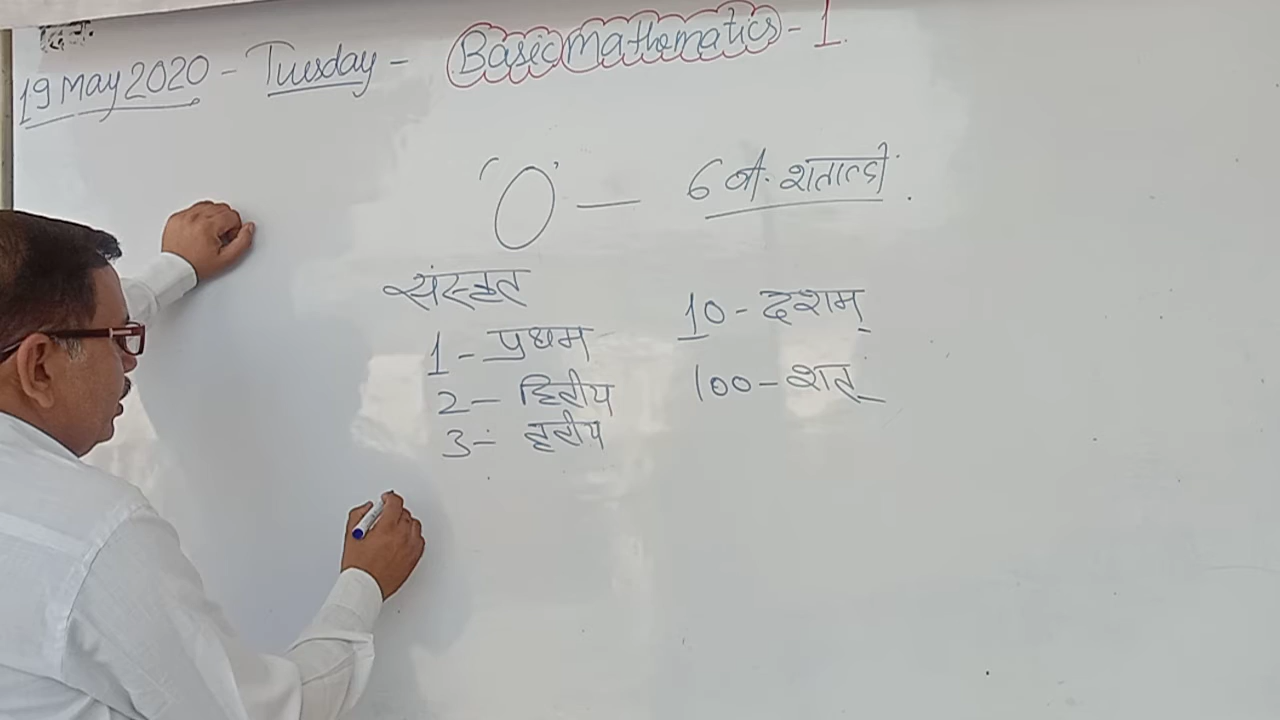 19 May 2020 - Tuesday - Basic Mathematics - 1.
'0' — 6 वी. शताब्दी.
संस्कृत
1 - प्रथम
2 - द्वितीय
3 - तृतीय
10 - दशम्
100 - शत्